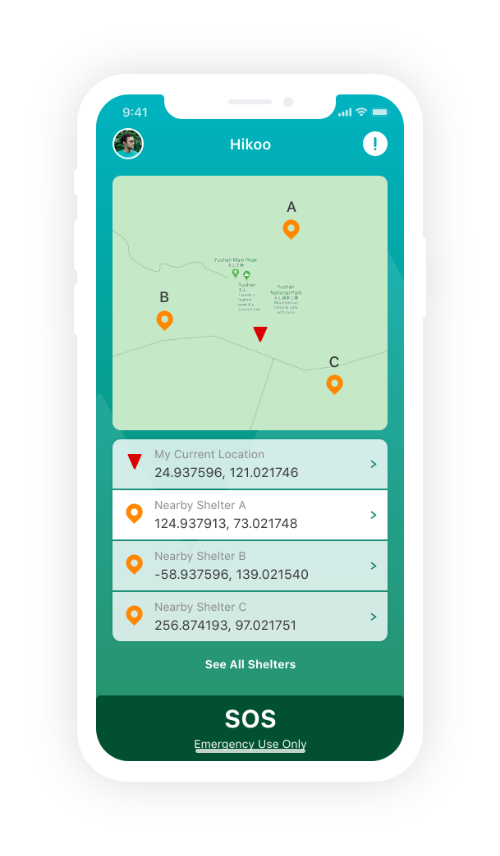 9:41
Hikoo
!
A
Yushan Main Peak
Yushan
Yushan
National Park
B
C
My Current Location
24.937596, 121.021746
Nearby Shelter A
124.937913, 73.021748
Nearby Shelter B
-58.937596, 139.021540
Nearby Shelter C
256.874193, 97.021751
See All Shelters
SOS
Emergency Use Only